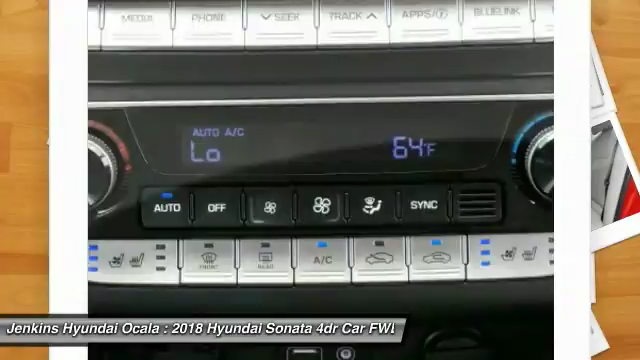 MEDIA PHONE SEEK TRACK APPS/ BLUELINK
AUTO A/C
Lo 64°F
AUTO OFF SYNC
FRONT REAR A/C
Jenkins Hyundai Ocala : 2018 Hyundai Sonata 4dr Car FWD